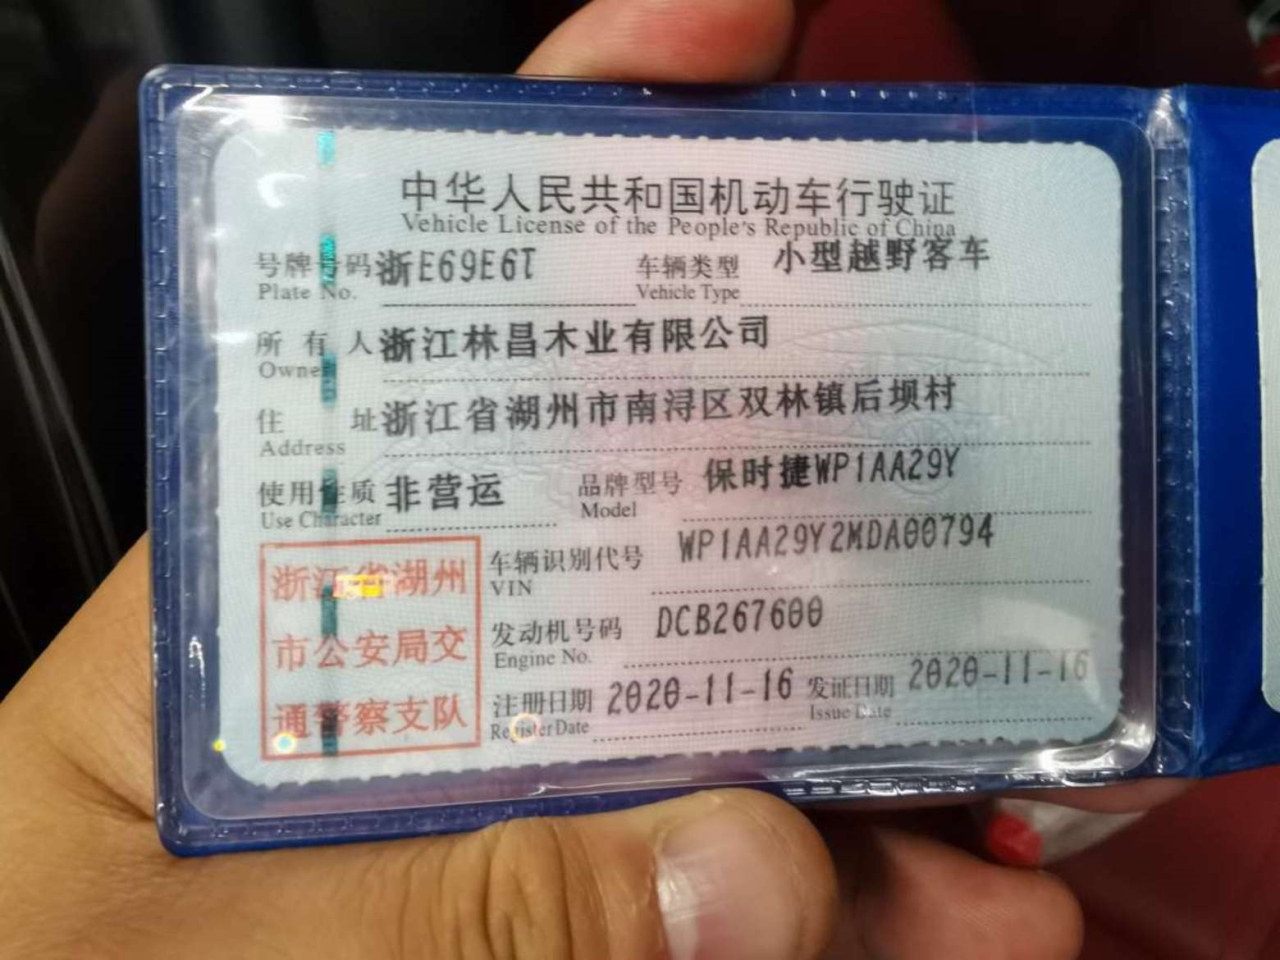 中华人民共和国机动车行驶证
Vehicle License of the People's Republic of China
号牌号码 浙E69E6T 车辆类型 小型越野客车
Plate No. Vehicle Type
所有人 浙江林昌木业有限公司
Owner
住址 浙江省湖州市南浔区双林镇后坝村
Address
使用性质 非营运 品牌型号 保时捷WP1AA29Y
Use Character Model
浙江省湖州
市公安局交
通警察支队
车辆识别代号 WP1AA29Y2MDA00794
VIN
发动机号码 DCB267600
Engine No.
注册日期 2020-11-16 发证日期 2020-11-16
Register Date Issue Date